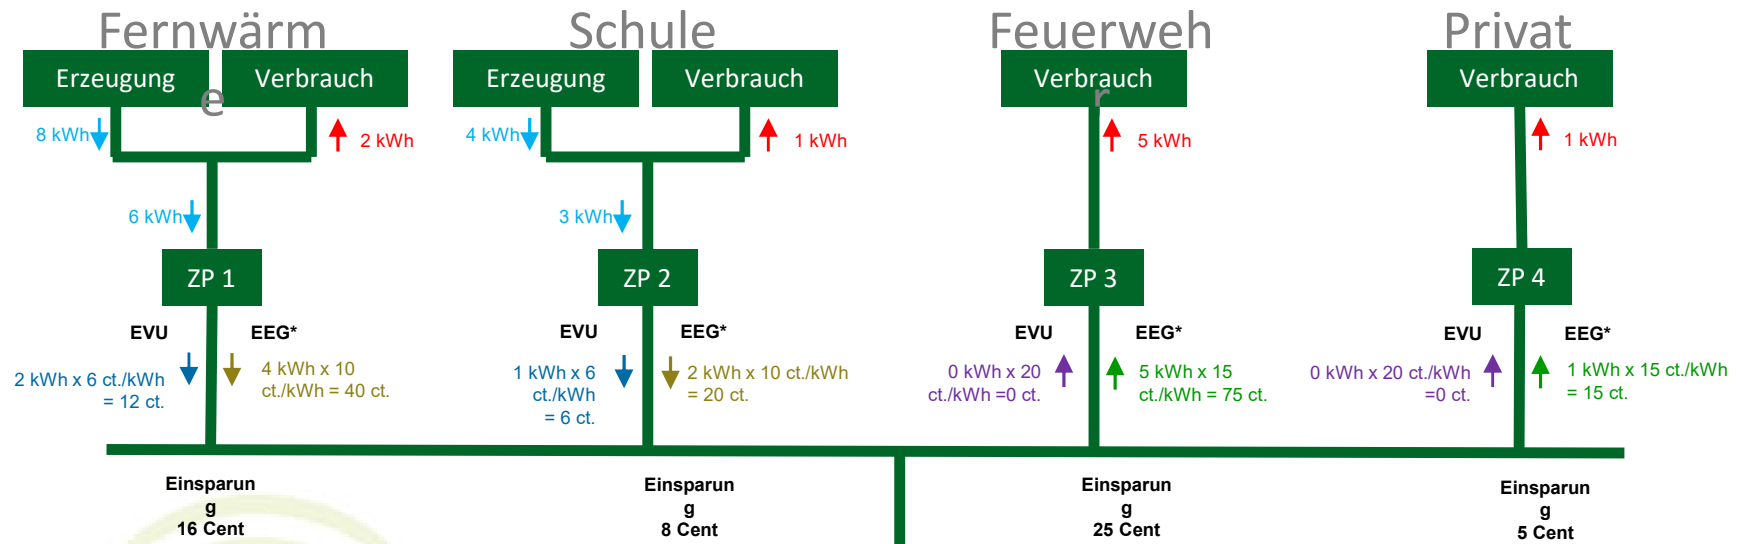 Fernwärm
e
Erzeugung
Verbrauch
8 kWh
2 kWh
6 kWh
ZP 1
EVU
EEG*
2 kWh x 6 ct./kWh
= 12 ct.
4 kWh x 10
ct./kWh = 40 ct.
Einsparun
g
16 Cent
Schule
Erzeugung
Verbrauch
4 kWh
1 kWh
3 kWh
ZP 2
EVU
EEG*
1 kWh x 6
ct./kWh
= 6 ct.
2 kWh x 10 ct./kWh
= 20 ct.
Einsparun
g
8 Cent
Feuerweh
r
Verbrauch
5 kWh
ZP 3
EVU
EEG*
0 kWh x 20
ct./kWh =0 ct.
5 kWh x 15
ct./kWh = 75 ct.
Einsparun
g
25 Cent
Privat
Verbrauch
1 kWh
ZP 4
EVU
EEG*
0 kWh x 20 ct./kWh
=0 ct.
1 kWh x 15 ct./kWh
= 15 ct.
Einsparun
g
5 Cent